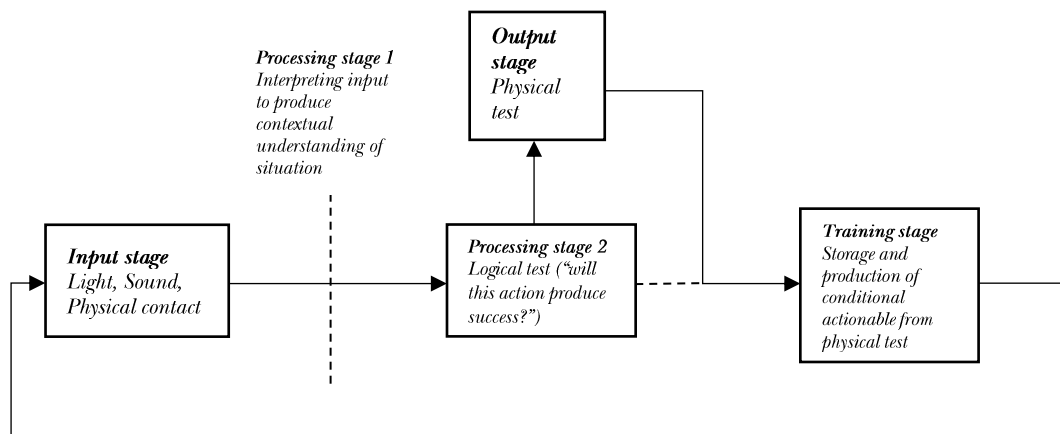 Input stage
Light, Sound,
Physical contact
Processing stage 1
Interpreting input
to produce
contextual
understanding of
situation
Processing stage 2
Logical test (“will
this action produce
success?”)
Output
stage
Physical
test
Training stage
Storage and
production of
conditional
actionable from
physical test